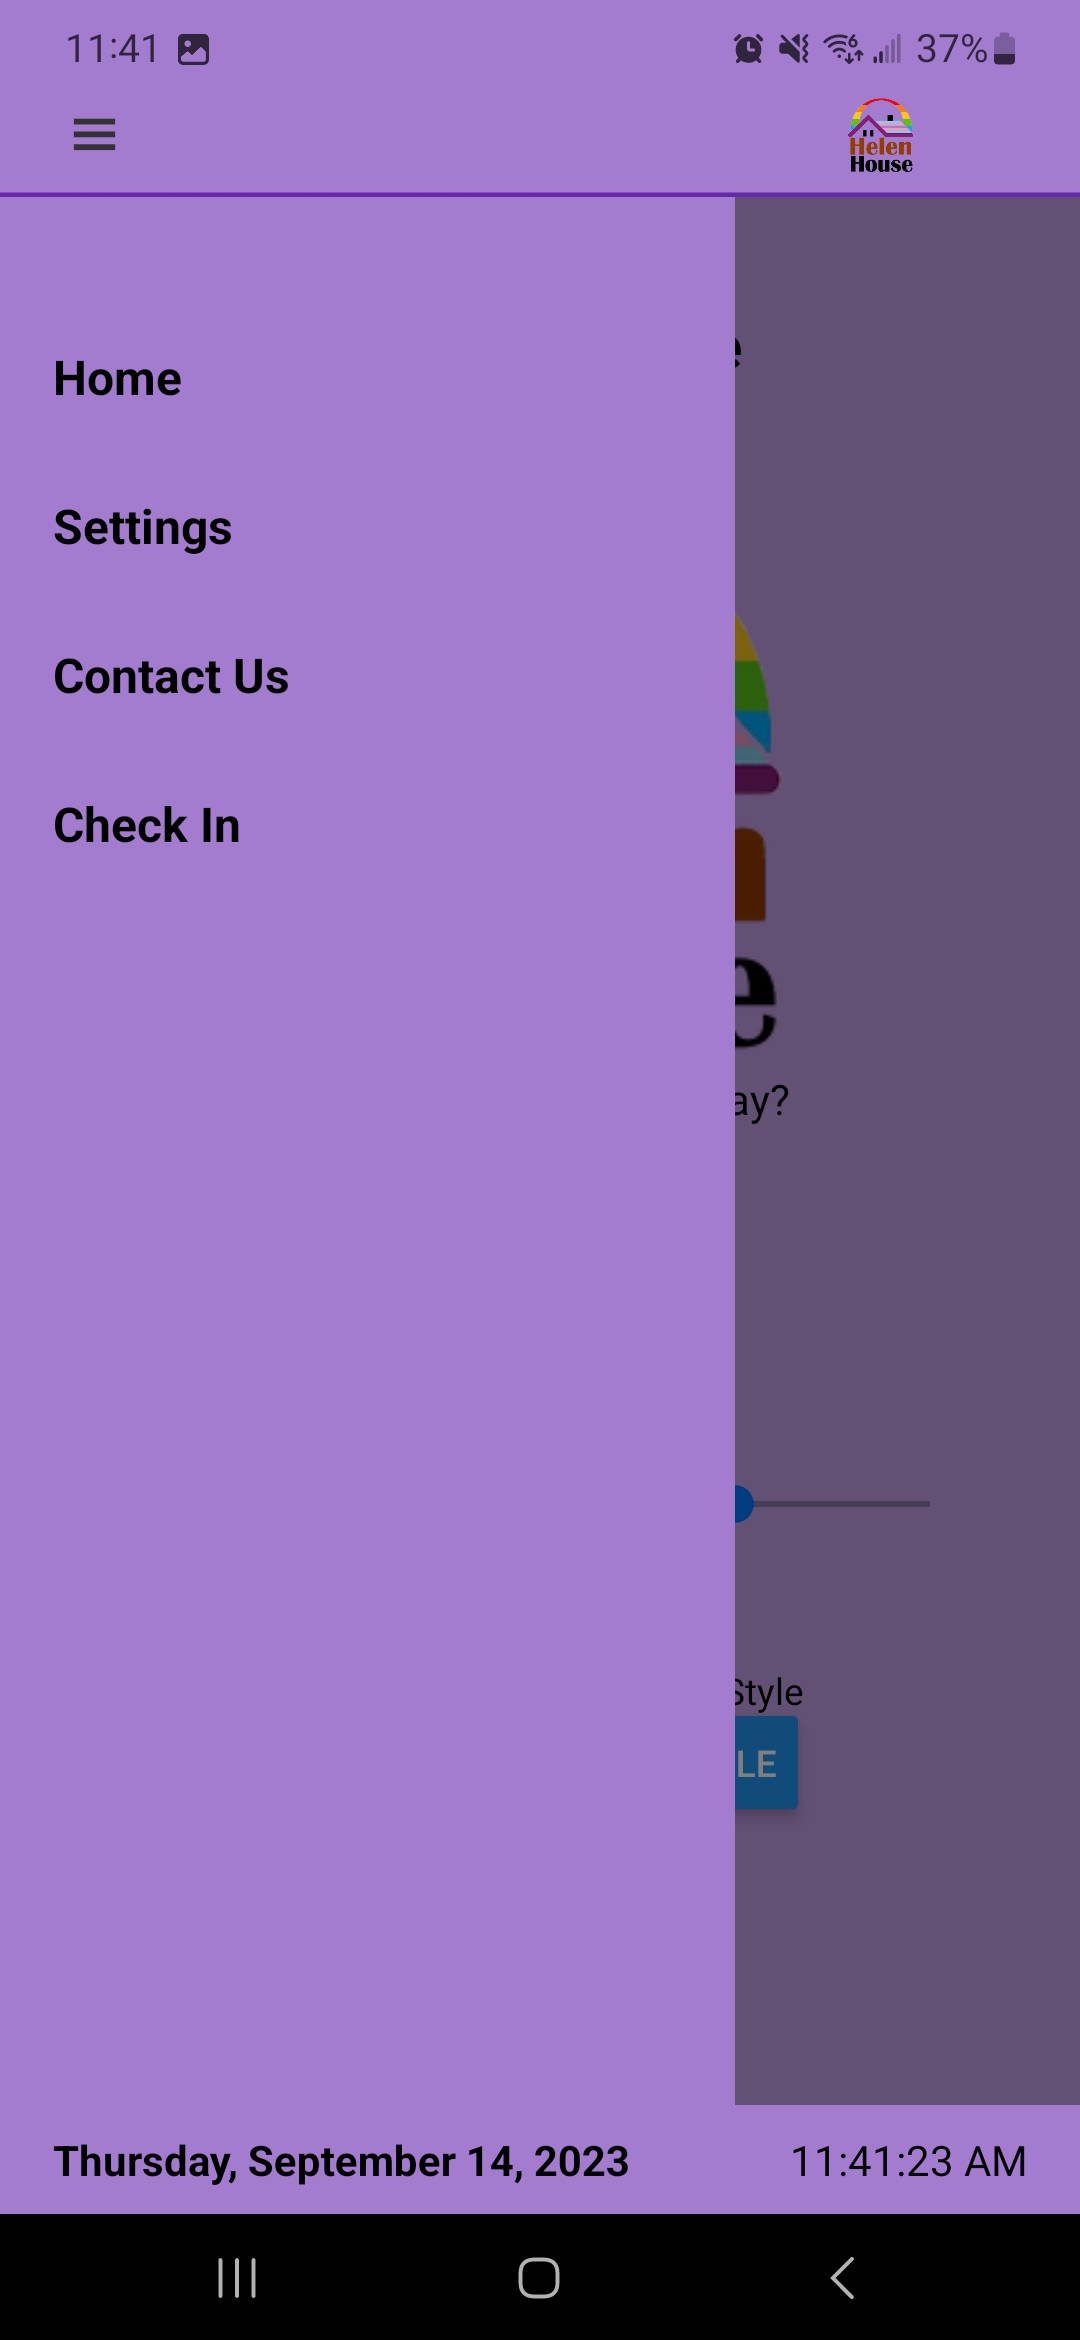 11:41
6
37%
Helen
House
e
Home
Settings
Contact Us
Check In
n
e
ay?
Style
LE
Thursday, September 14, 2023
11:41:23 AM